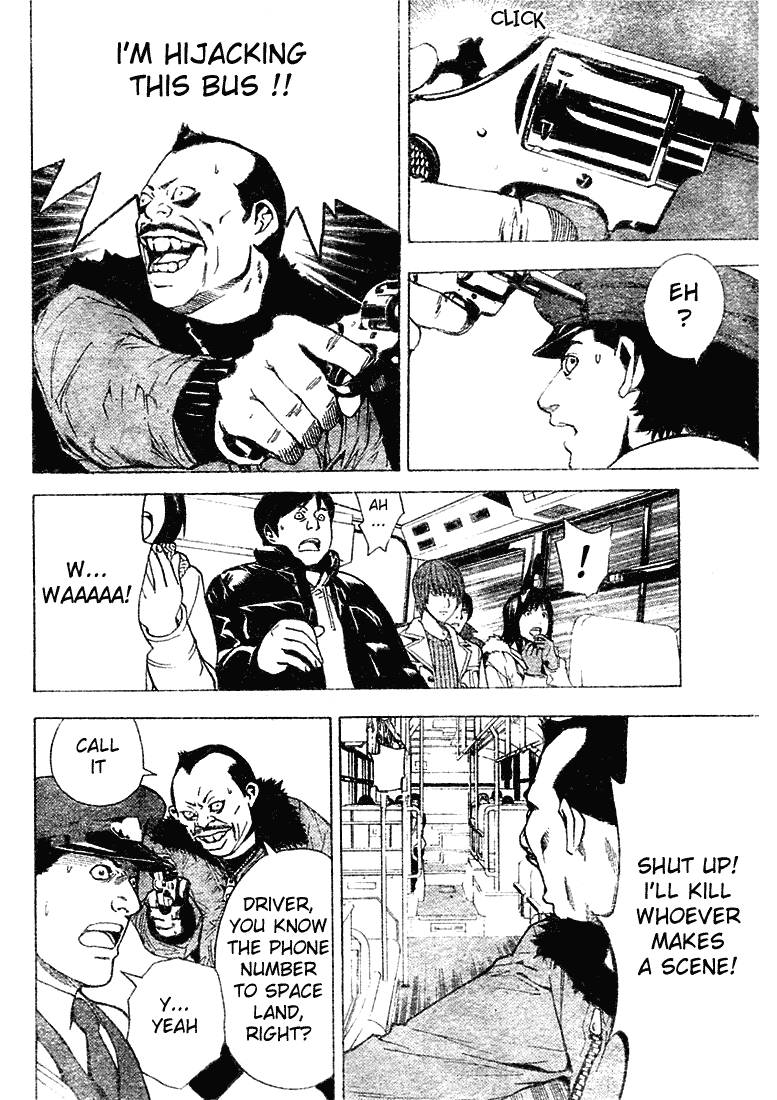 CLICK
I'M HIJACKING
THIS BUS !!
EH
?
AH
...
!
W...
WAAAAA!
SHUT UP!
I'LL KILL
WHOEVER
MAKES
A SCENE!
DRIVER,
YOU KNOW
THE PHONE
NUMBER
TO SPACE
LAND,
RIGHT?
Y...
YEAH
CALL
IT